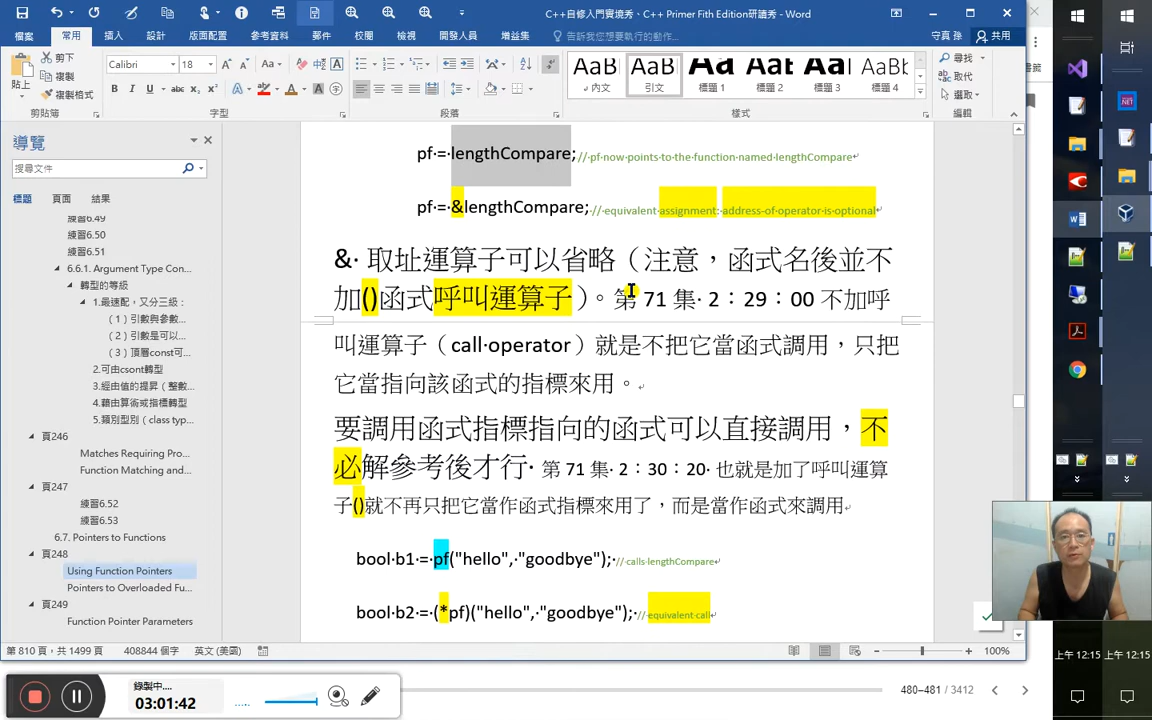 C++自修入門實境秀、C++ Primer Fifth Edition研讀秀 - Word
檔案 常用 插入 設計 版面配置 參考資料 郵件 校閱 檢視 開發人員 增益集 告訴我您想要執行的動作... 守真 孫 共用
貼上 剪下 複製 複製格式
Calibri 18
AaB AaB AaB AaB AaB AaBb
內文 引文 標題 1 標題 2 標題 3 標題 4
尋找 取代 選取
剪貼簿 字型 段落 樣式 編輯
導覽
搜尋文件
標題 頁面 結果
練習6.49
練習6.50
練習6.51
6.6.1. Argument Type Con...
轉型的等級
1.最速配，又分三級：
（1）引數與參數...
（2）引數是可以...
（3）頂層const可...
2.可由csont轉型
3.經由值的提昇（整數...
4.藉由算術或指標轉型
5.類別型別（class typ...
頁246
Matches Requiring Pro...
Function Matching and...
頁247
練習6.52
練習6.53
6.7. Pointers to Functions
頁248
Using Function Pointers
Pointers to Overloaded Fu...
頁249
Function Pointer Parameters
pf = lengthCompare; // pf now points to the function named lengthCompare
pf = &lengthCompare; // equivalent assignment: address-of operator is optional
& 取址運算子可以省略（注意，函式名後並不
加()函式呼叫運算子）。第 71 集 2：29：00 不加呼
叫運算子（call operator）就是不把它當函式調用，只把
它當指向該函式的指標來用。
要調用函式指標指向的函式可以直接調用，不
必解參考後才行 第 71 集 2：30：20 也就是加了呼叫運算
子()就不再只把它當作函式指標來用了，而是當作函式來調用
bool b1 = pf("hello", "goodbye"); // calls lengthCompare
bool b2 = (*pf)("hello", "goodbye"); // equivalent call
第 810 頁，共 1499 頁 408844 個字 英文 (美國) 100%
錄製中....
03:01:42
480–481 / 3412
上午 12:15 上午 12:15